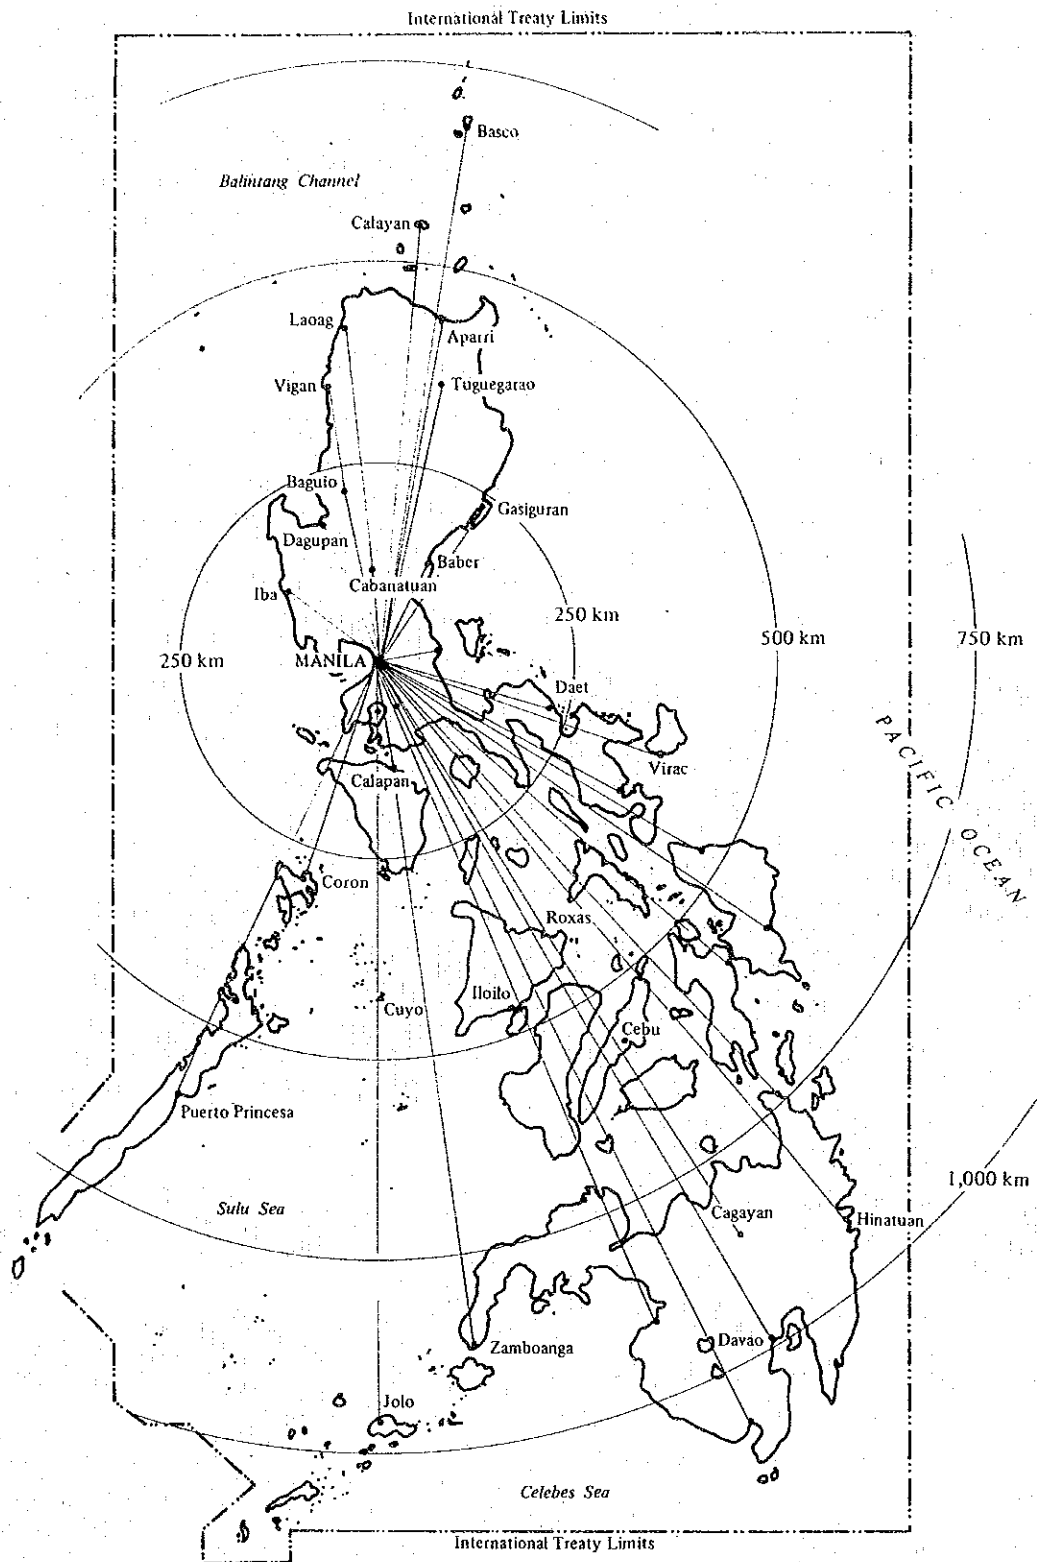 International Treaty Limits
Basco
Balintang Channel
Calayan
Laoag
Aparri
Vigan
Tuguegarao
Baguio
Gasiguran
Dagupan
Baber
Cabanatuan
Iba
250 km
500 km
750 km
MANILA
250 km
Daet
PACIFIC OCEAN
Virac
Calapan
Coron
Roxas
Iloilo
Cuyo
Cebu
Puerto Princesa
1,000 km
Sulu Sea
Cagayan
Hinatuan
Zamboanga
Davao
Jolo
Celebes Sea
International Treaty Limits